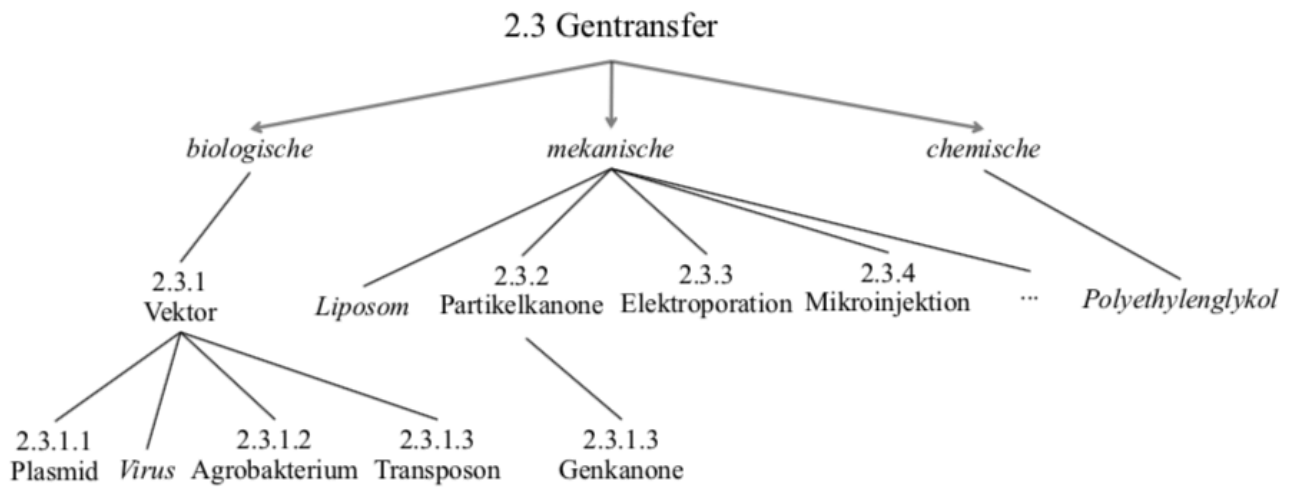 2.3 Gentransfer
biologische mekanische chemische
2.3.1 2.3.2 2.3.3 2.3.4
Vektor Liposom Partikelkanone Elektroporation Mikroinjektion ... Polyethylenglykol
2.3.1.1 2.3.1.2 2.3.1.3 2.3.1.3
Plasmid Virus Agrobakterium Transposon Genkanone